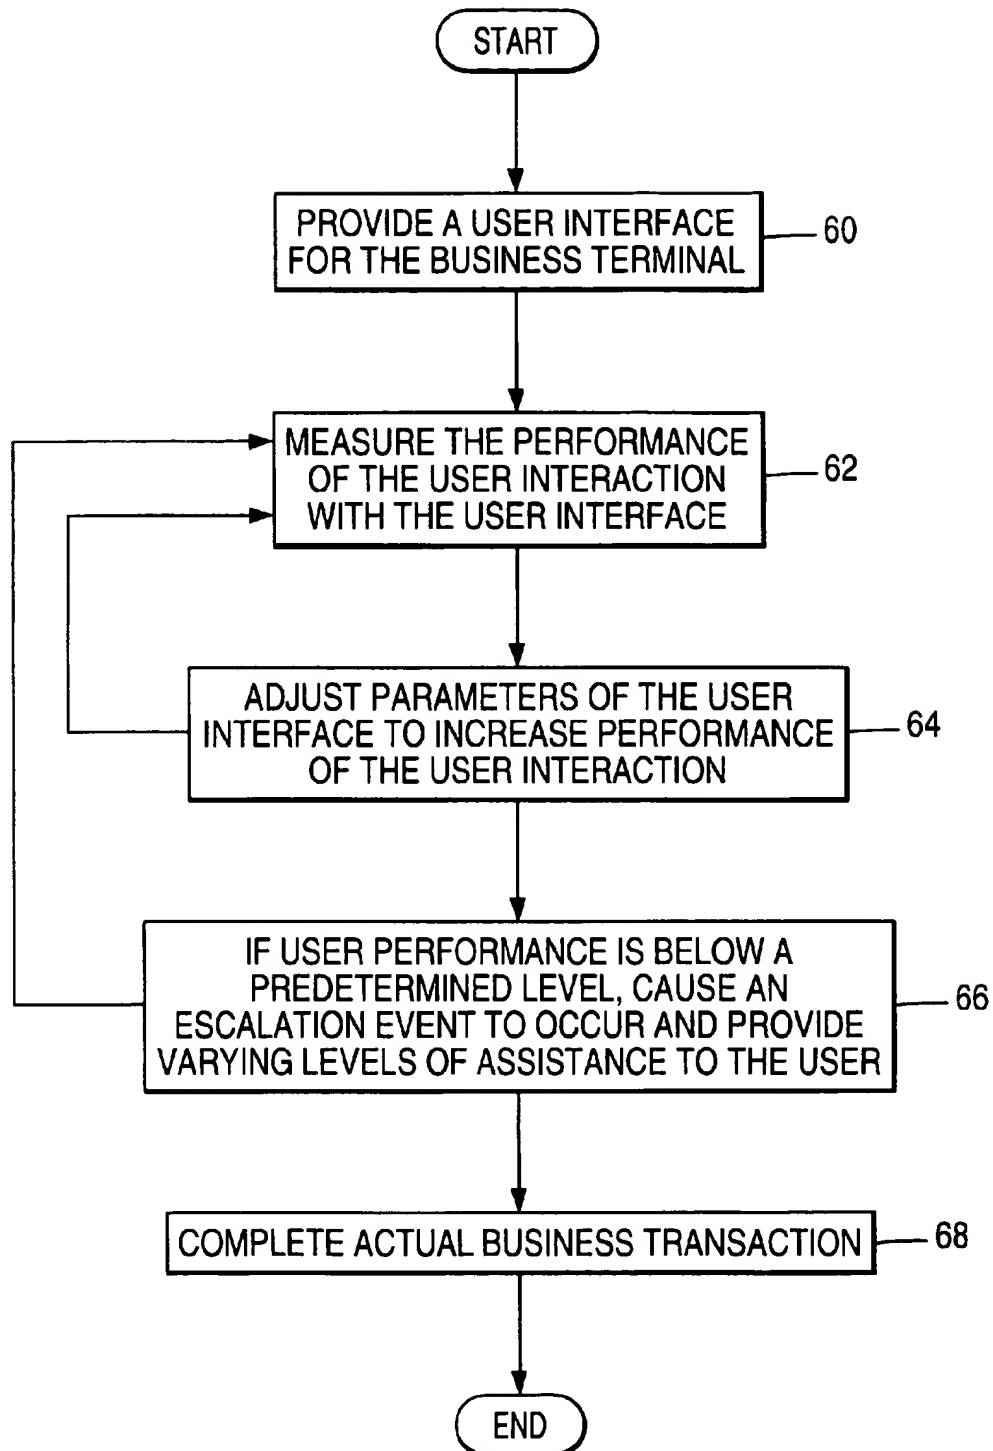 START
PROVIDE A USER INTERFACE
FOR THE BUSINESS TERMINAL
60
MEASURE THE PERFORMANCE
OF THE USER INTERACTION
WITH THE USER INTERFACE
62
ADJUST PARAMETERS OF THE USER
INTERFACE TO INCREASE PERFORMANCE
OF THE USER INTERACTION
64
IF USER PERFORMANCE IS BELOW A
PREDETERMINED LEVEL, CAUSE AN
ESCALATION EVENT TO OCCUR AND PROVIDE
VARYING LEVELS OF ASSISTANCE TO THE USER
66
COMPLETE ACTUAL BUSINESS TRANSACTION
68
END